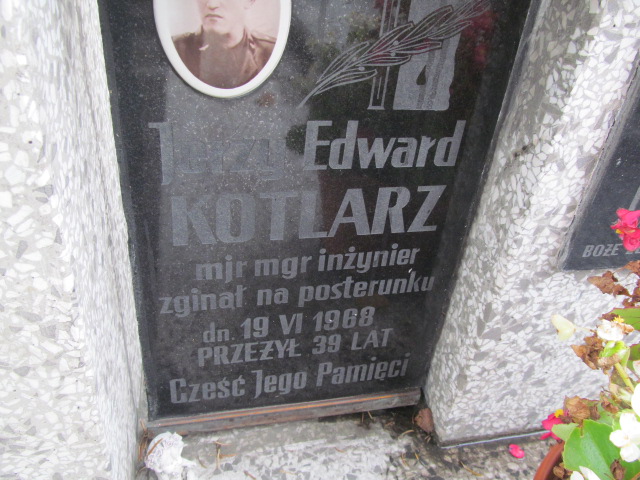 Jerzy Edward
KOTLARZ
mjr mgr inżynier
zginał na posterunku
dn. 19 VI 1968
PRZEŻYŁ 39 LAT
Cześć Jego Pamięci
BOŻE